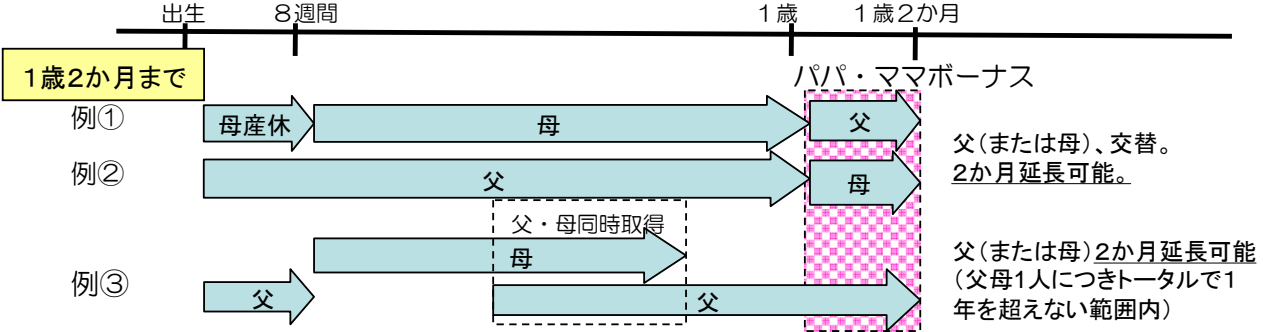 出生
8週間
1歳
1歳2か月
1歳2か月まで
パパ・ママボーナス
例①
母産休
母
父
父(または母)、交替。
2か月延長可能。
例②
父
母
父・母同時取得
母
例③
父
父
父(または母)2か月延長可能
(父母1人につきトータルで1
年を超えない範囲内)